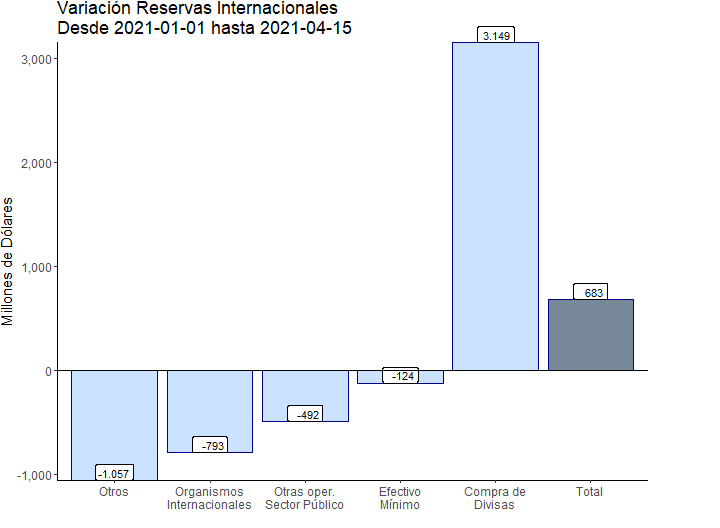 Variación Reservas Internacionales
Desde 2021-01-01 hasta 2021-04-15
Millones de Dólares
3,000
2,000
1,000
0
-1,000
-1.057
-793
-492
-124
3.149
683
Otros
Organismos
Internacionales
Otras oper.
Sector Público
Efectivo
Mínimo
Compra de
Divisas
Total